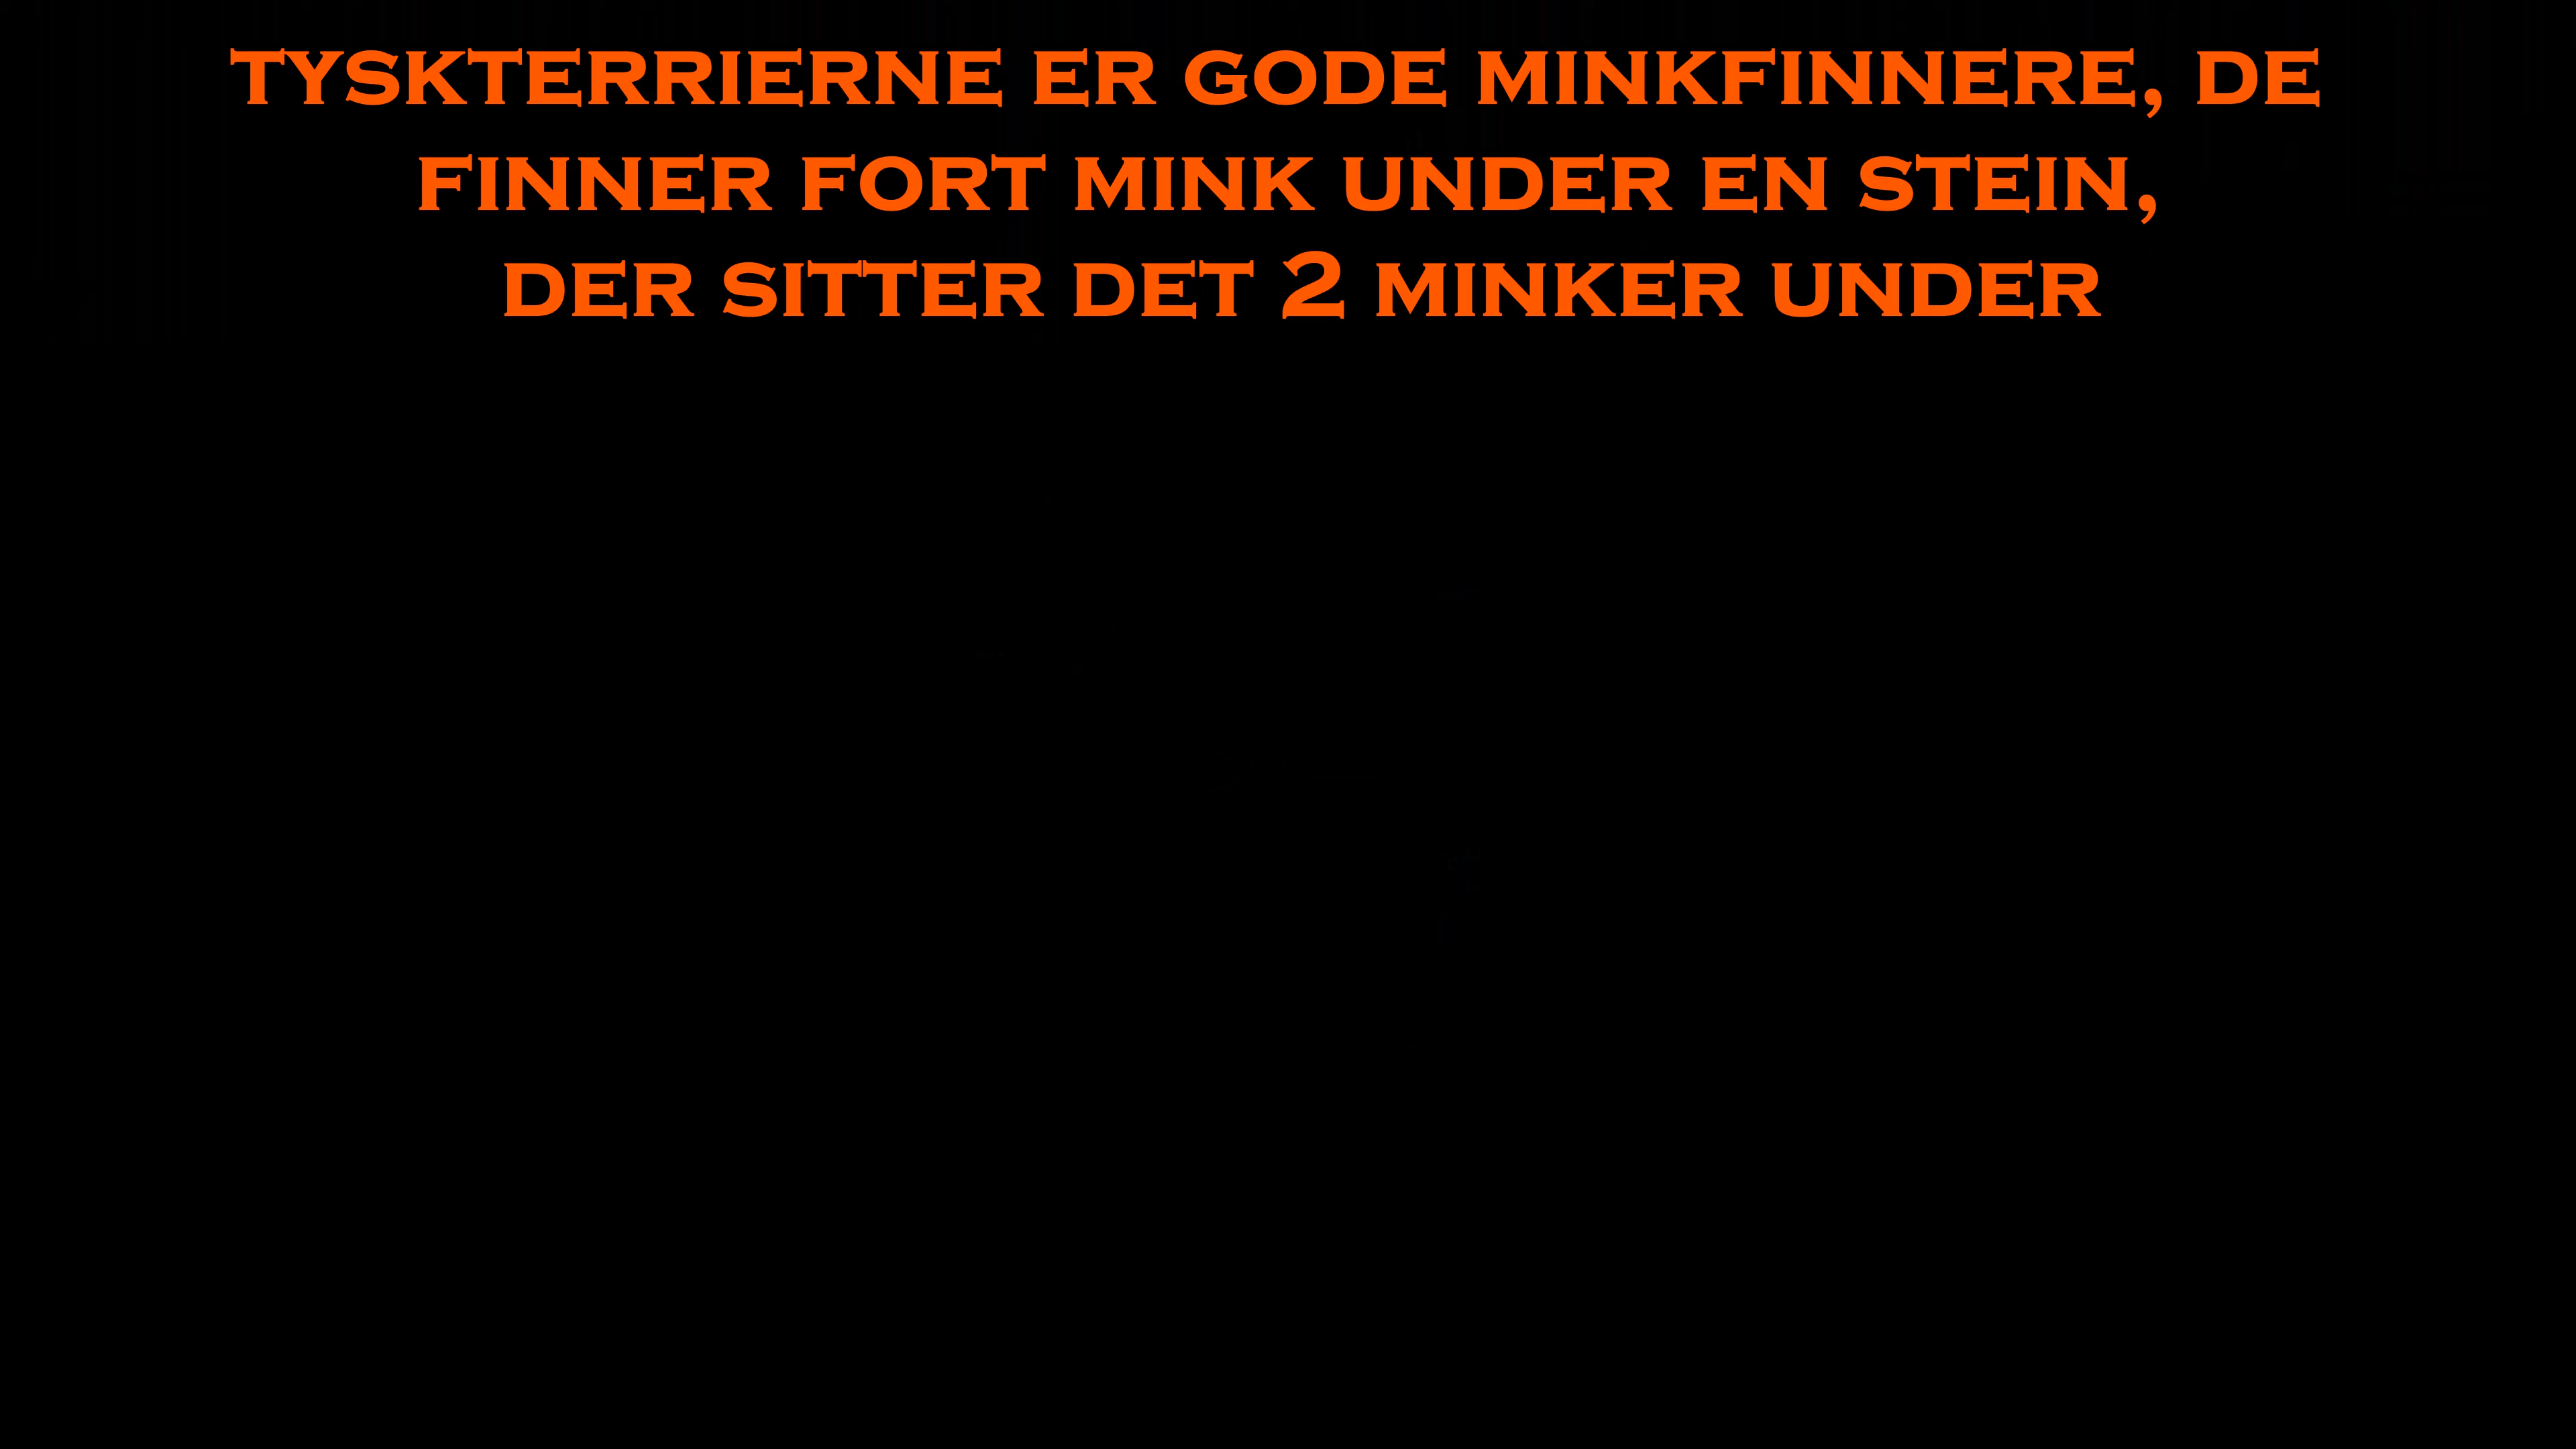 TYSKTERRIERNE ER GODE MINKFINNERE, DE
FINNER FORT MINK UNDER EN STEIN,
DER SITTER DET 2 MINKER UNDER